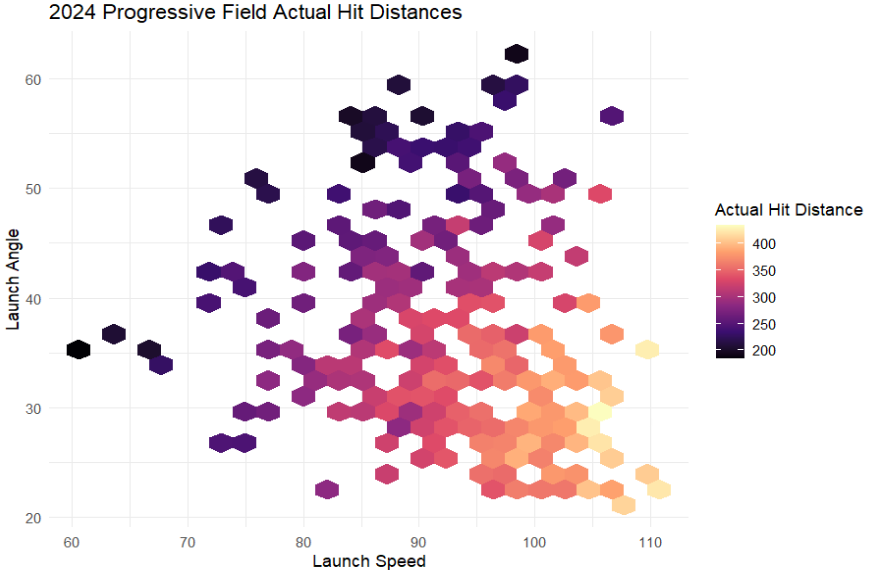 2024 Progressive Field Actual Hit Distances
60
50
40
30
20
Launch Angle
60 70 80 90 100 110
Launch Speed
Actual Hit Distance
400
350
300
250
200